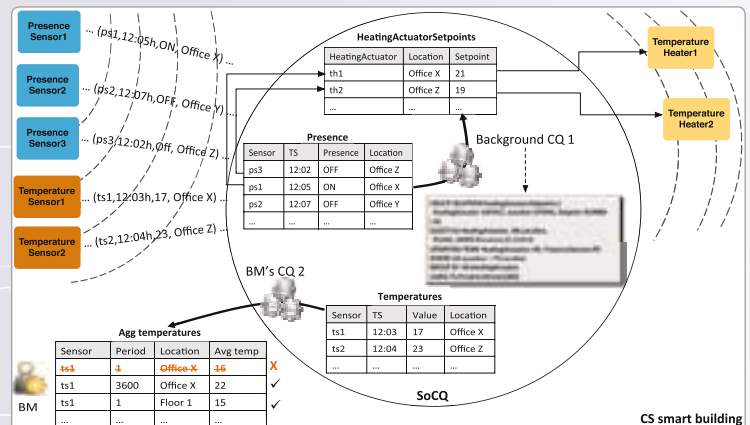 Presence
Sensor1
... (ps1,12:05h,ON, Office X)...
Presence
Sensor2
... (ps2,12:07h,OFF, Office Y)...
Presence
Sensor3
... (ps3,12:02h,Off, Office Z)...
Temperature
Sensor1
... (ts1,12:03h,17, Office X) ...
Temperature
Sensor2
... (ts2,12:04h,23, Office Z) ...
HeatingActuatorSetpoints
HeatingActuator Location Setpoint
th1 Office X 21
th2 Office Z 19
... ... ...
Temperature
Heater1
Temperature
Heater2
Presence
Sensor TS Presence Location
ps3 12:02 OFF Office Z
ps1 12:05 ON Office X
ps2 12:07 OFF Office Y
... ... ... ...
Background CQ 1
BM's CQ 2
Temperatures
Sensor TS Value Location
ts1 12:03 17 Office X
ts2 12:04 23 Office Z
... ... ... ...
Agg temperatures
Sensor Period Location Avg temp
ts1 1 Office X 16 X
ts1 3600 Office X 22 ✓
ts1 1 Floor 1 15 ✓
... ... ... ...
BM
SoCQ
CS smart building